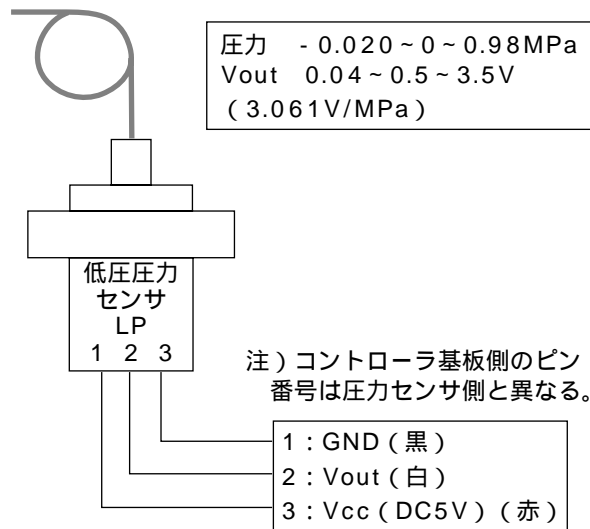 圧力 -0.020~0~0.98MPa
Vout 0.04~0.5~3.5V
(3.061V/MPa)
低圧圧力
センサ
LP
1 2 3
注)コントローラ基板側のピン
番号は圧力センサ側と異なる。
1:GND(黒)
2:Vout(白)
3:Vcc(DC5V)(赤)